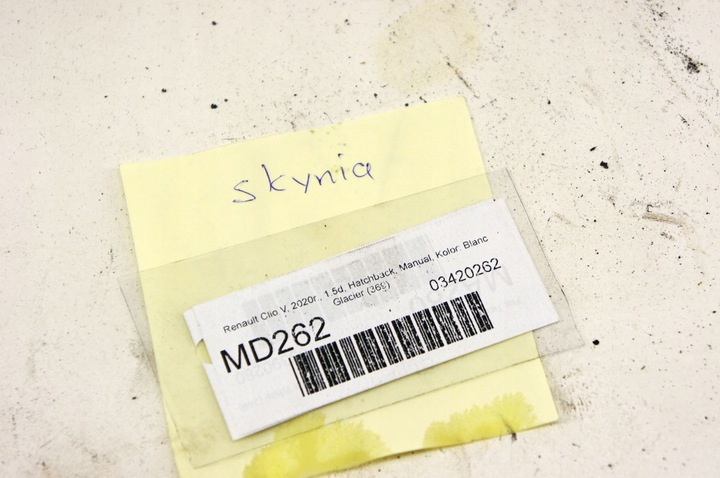 skynia
Renault Clio V, 2020r., 1.5d, Hatchback, Manual, Kolor: Blanc
Glacier (369)
03420262
MD262